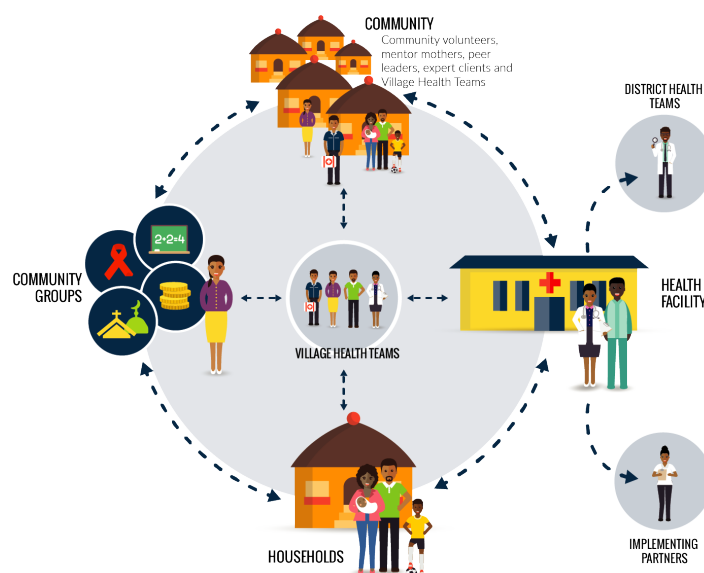 COMMUNITY
Community volunteers,
mentor mothers, peer
leaders, expert clients and
Village Health Teams
DISTRICT HEALTH
TEAMS
2+2=4
COMMUNITY
GROUPS
HEALTH
FACILITY
VILLAGE HEALTH TEAMS
HOUSEHOLDS
IMPLEMENTING
PARTNERS